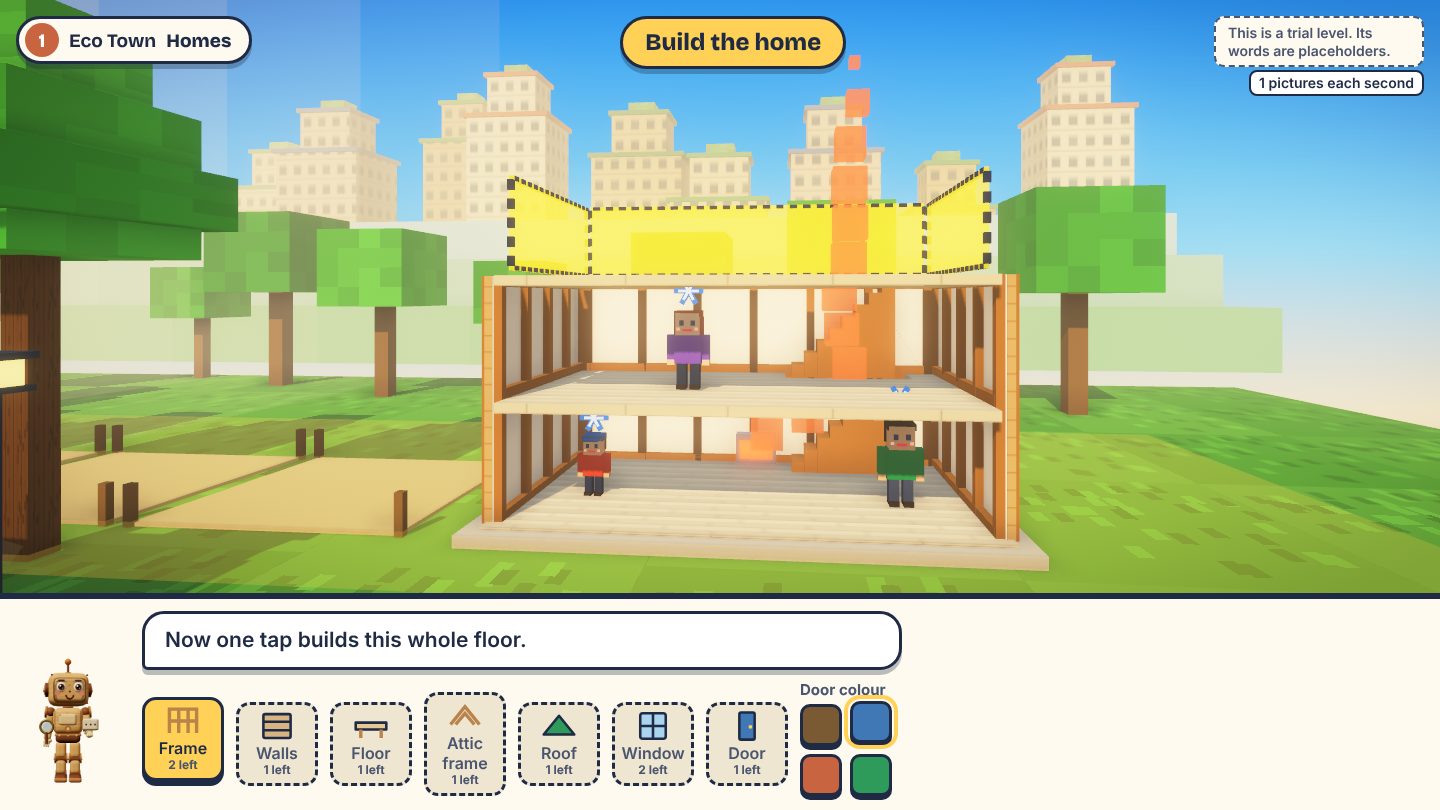 1 Eco Town Homes
Build the home
This is a trial level. Its
words are placeholders.
1 pictures each second
Now one tap builds this whole floor.
Frame
2 left
Walls
1 left
Floor
1 left
Attic
frame
1 left
Roof
1 left
Window
2 left
Door
1 left
Door colour